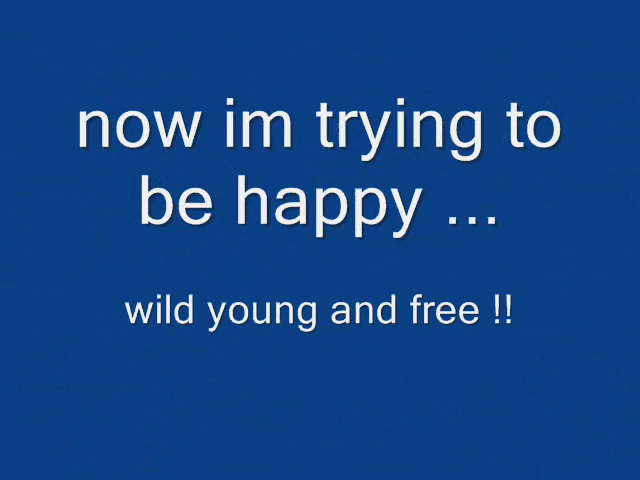 now im trying to
be happy ...
wild young and free !!